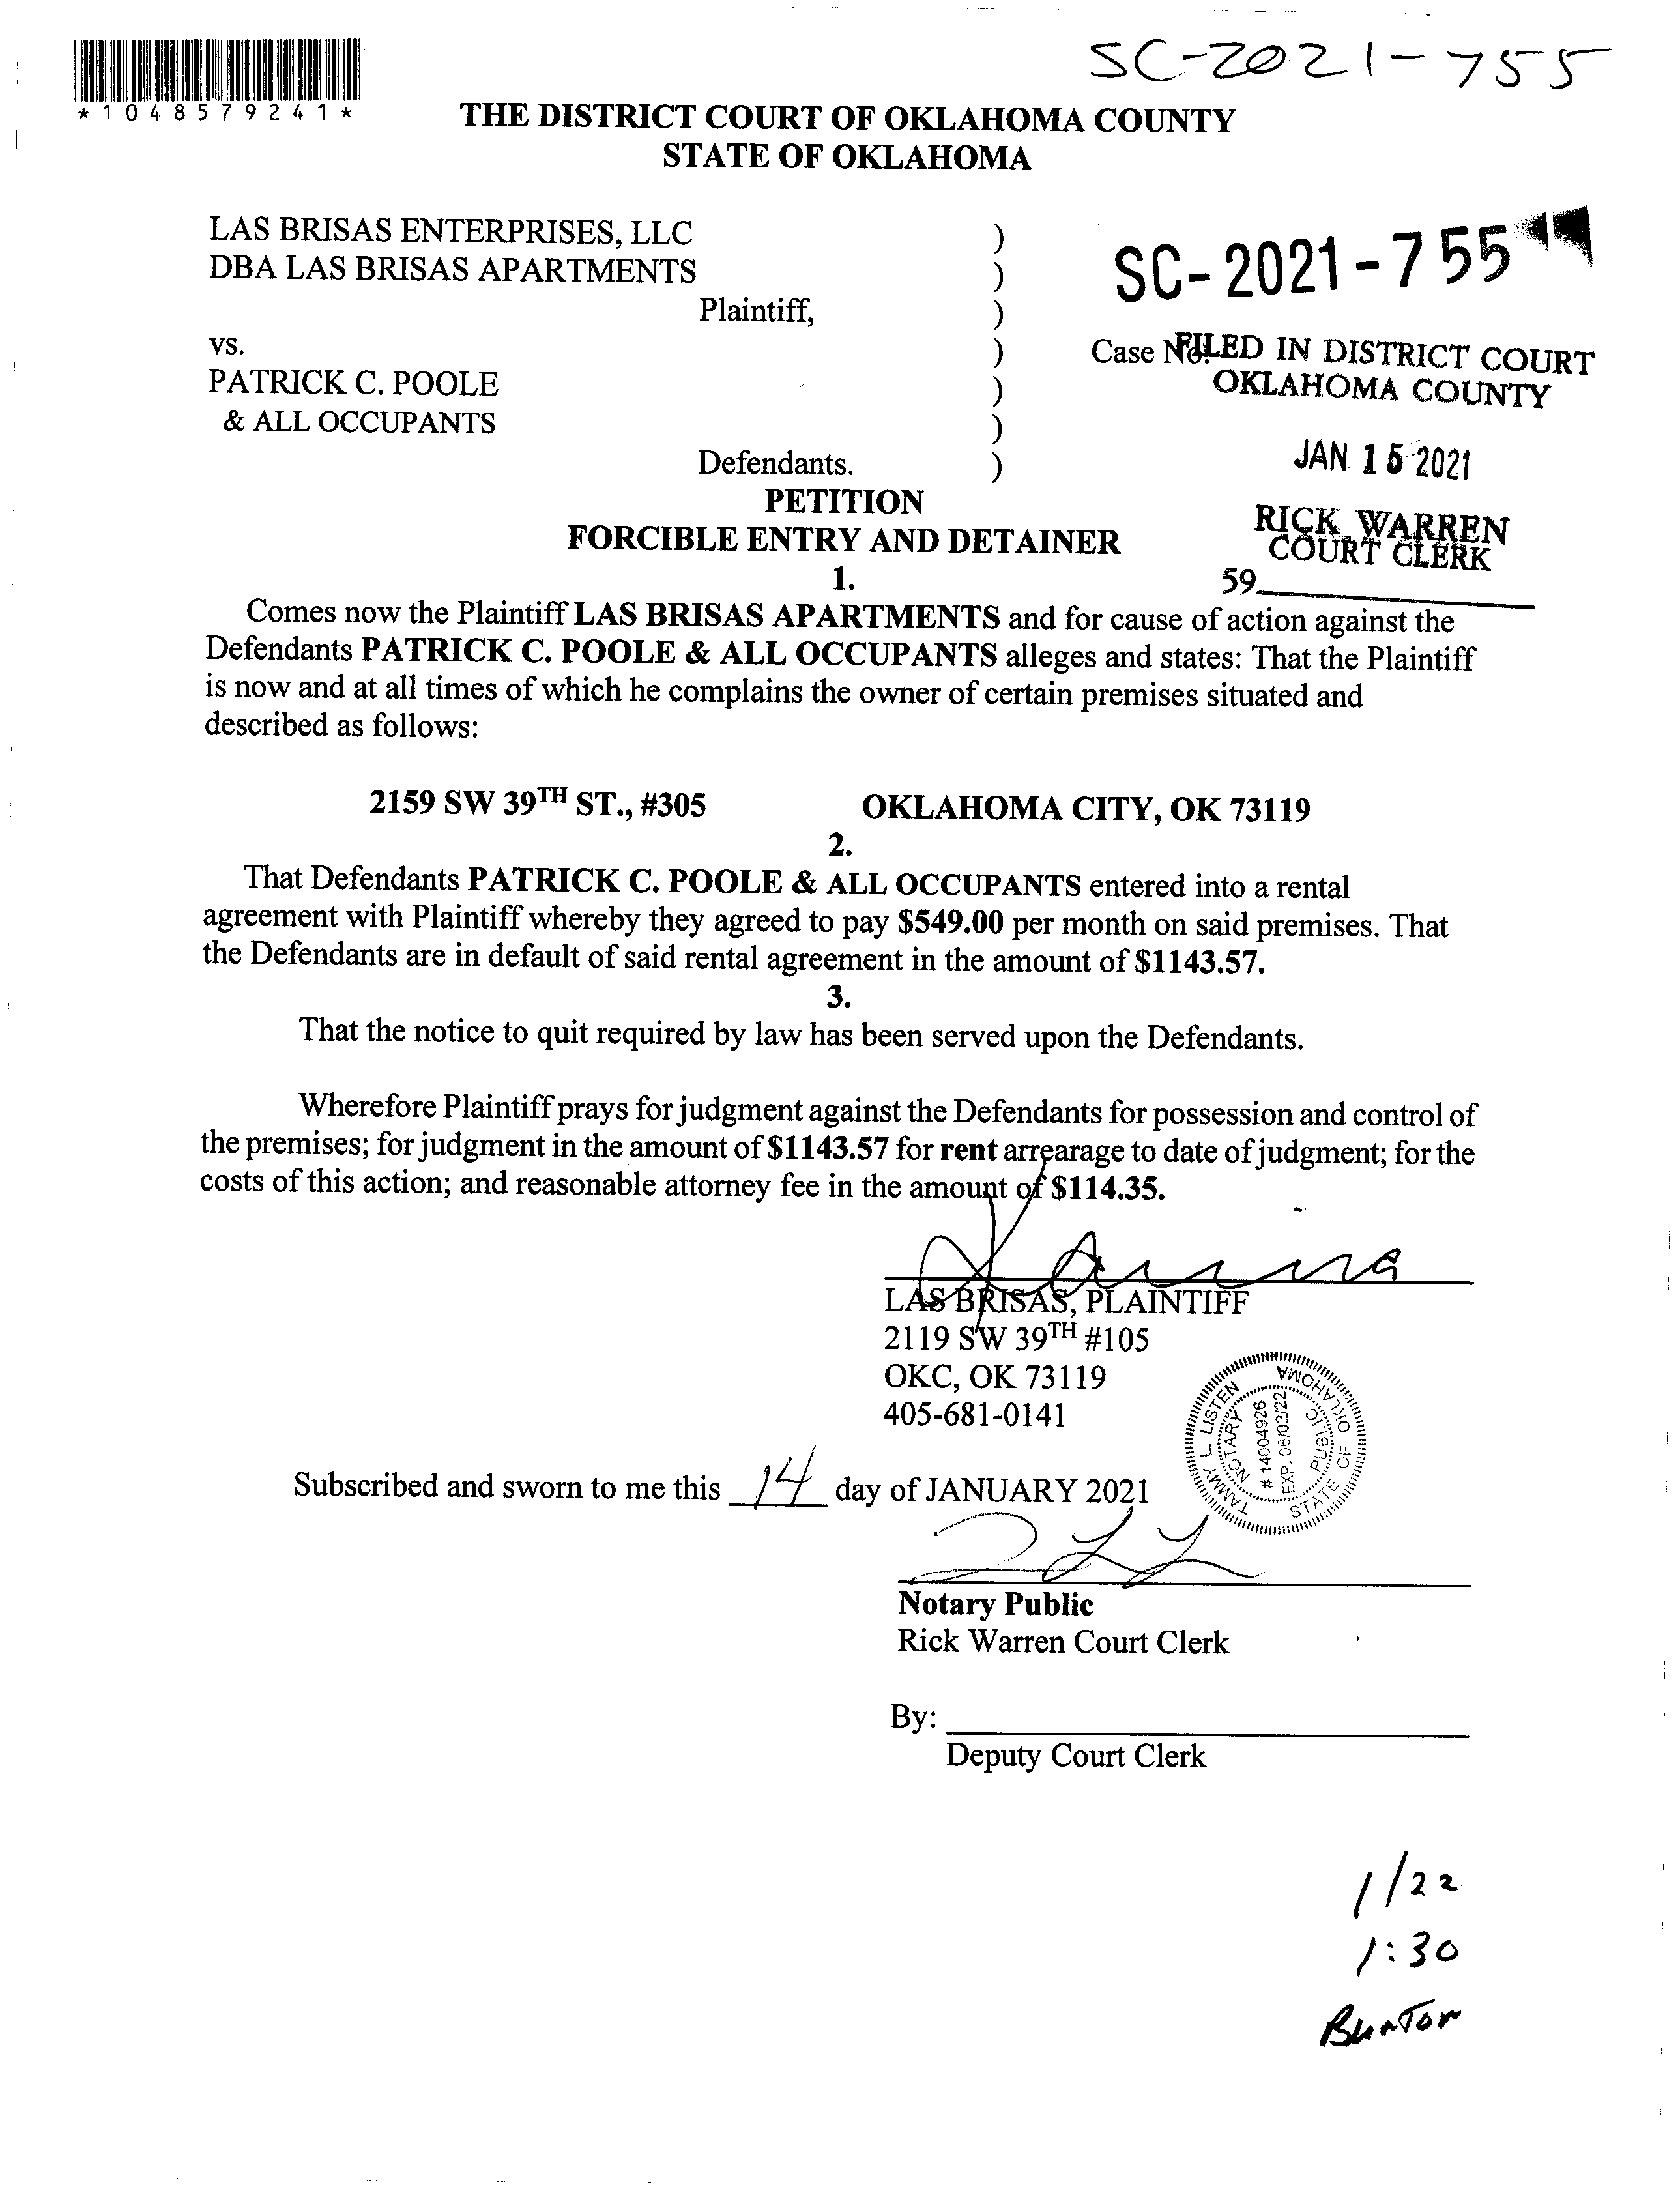 SC-2021-755
*1048579241*
THE DISTRICT COURT OF OKLAHOMA COUNTY
STATE OF OKLAHOMA
LAS BRISAS ENTERPRISES, LLC )
DBA LAS BRISAS APARTMENTS )
Plaintiff, )
vs. )
PATRICK C. POOLE )
& ALL OCCUPANTS )
Defendants. )
SC-2021-755
Case No.
FILED IN DISTRICT COURT
OKLAHOMA COUNTY
JAN 15 2021
RICK WARREN
COURT CLERK
59
PETITION
FORCIBLE ENTRY AND DETAINER
1.
Comes now the Plaintiff LAS BRISAS APARTMENTS and for cause of action against the
Defendants PATRICK C. POOLE & ALL OCCUPANTS alleges and states: That the Plaintiff
is now and at all times of which he complains the owner of certain premises situated and
described as follows:
2159 SW 39TH ST., #305 OKLAHOMA CITY, OK 73119
2.
That Defendants PATRICK C. POOLE & ALL OCCUPANTS entered into a rental
agreement with Plaintiff whereby they agreed to pay $549.00 per month on said premises. That
the Defendants are in default of said rental agreement in the amount of $1143.57.
3.
That the notice to quit required by law has been served upon the Defendants.
Wherefore Plaintiff prays for judgment against the Defendants for possession and control of
the premises; for judgment in the amount of $1143.57 for rent arrearage to date of judgment; for the
costs of this action; and reasonable attorney fee in the amount of $114.35.
LAS BRISAS, PLAINTIFF
2119 SW 39TH #105
OKC, OK 73119
405-681-0141
TAMMY L. LISTEN
NOTARY PUBLIC
# 14004926
EXP. 06/02/22
STATE OF OKLAHOMA
Subscribed and sworn to me this 14 day of JANUARY 2021
Notary Public
Rick Warren Court Clerk
By:
Deputy Court Clerk
1/22
1:30
Burton